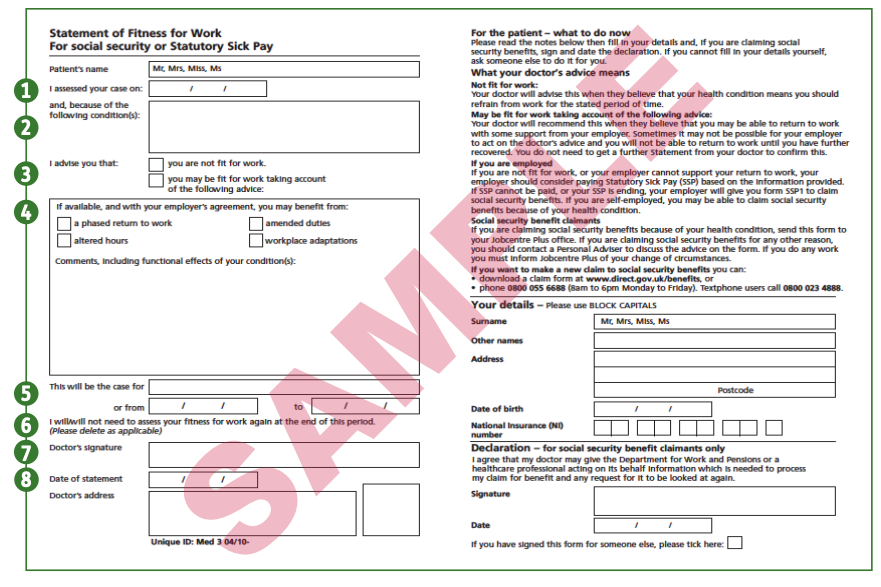 Statement of Fitness for Work
For social security or Statutory Sick Pay
Patient's name
Mr, Mrs, Miss, Ms
1
I assessed your case on:
/ /
2
and, because of the
following condition(s):
3
I advise you that:
you are not fit for work.
you may be fit for work taking account
of the following advice:
4
If available, and with your employer's agreement, you may benefit from:
a phased return to work
amended duties
altered hours
workplace adaptations
Comments, including functional effects of your condition(s):
5
This will be the case for
or from
/ /
to
/ /
6
I will/will not need to assess your fitness for work again at the end of this period.
(Please delete as applicable)
7
Doctor's signature
8
Date of statement
/ /
Doctor's address
Unique ID: Med 3 04/10-
For the patient – what to do now
Please read the notes below then fill in your details and, if you are claiming social
security benefits, sign and date the declaration. If you cannot fill in your details yourself,
ask someone else to do it for you.
What your doctor's advice means
Not fit for work:
Your doctor will advise this when they believe that your health condition means you should
refrain from work for the stated period of time.
May be fit for work taking account of the following advice:
Your doctor will recommend this when they believe that you may be able to return to work
with some support from your employer. Sometimes it may not be possible for your employer
to act on the doctor's advice and you will not be able to return to work until you have further
recovered. You do not need to get a further Statement from your doctor to confirm this.
If you are employed
If you are not fit for work, or your employer cannot support your return to work, your
employer should consider paying Statutory Sick Pay (SSP) based on the information provided.
If SSP cannot be paid, or your SSP is ending, your employer will give you form SSP1 to claim
social security benefits. If you are self-employed, you may be able to claim social security
benefits because of your health condition.
Social security benefit claimants
If you are claiming social security benefits because of your health condition, send this form to
your Jobcentre Plus office. If you are claiming social security benefits for any other reason,
you should contact a Personal Adviser to discuss the advice on the form. If you do any work
you must inform Jobcentre Plus of your change of circumstances.
If you want to make a new claim to social security benefits you can:
• download a claim form at www.direct.gov.uk/benefits, or
• phone 0800 055 6688 (8am to 6pm Monday to Friday). Textphone users call 0800 023 4888.
Your details – Please use BLOCK CAPITALS
Surname
Mr, Mrs, Miss, Ms
Other names
Address
Postcode
Date of birth
/ /
National Insurance (NI)
number
Declaration – for social security benefit claimants only
I agree that my doctor may give the Department for Work and Pensions or a
healthcare professional acting on its behalf information which is needed to process
my claim for benefit and any request for it to be looked at again.
Signature
Date
/ /
If you have signed this form for someone else, please tick here:
SAMPLE